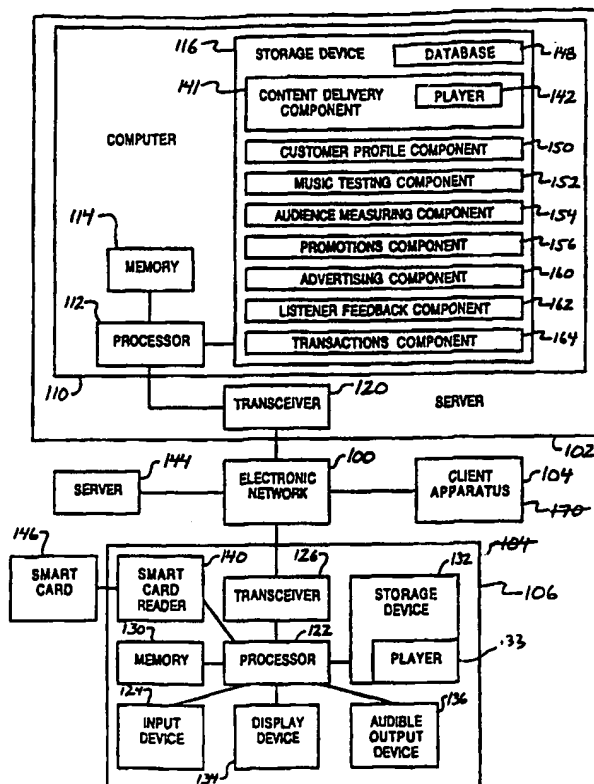 116
STORAGE DEVICE
DATABASE
148
141
CONTENT DELIVERY
COMPONENT
PLAYER
142
COMPUTER
CUSTOMER PROFILE COMPONENT
150
MUSIC TESTING COMPONENT
152
114
AUDIENCE MEASURING COMPONENT
154
MEMORY
PROMOTIONS COMPONENT
156
112
ADVERTISING COMPONENT
160
PROCESSOR
LISTENER FEEDBACK COMPONENT
162
TRANSACTIONS COMPONENT
164
110
TRANSCEIVER
120
SERVER
102
144
SERVER
ELECTRONIC
NETWORK
100
CLIENT
APPARATUS
104
170
146
SMART
CARD
140
SMART
CARD
READER
126
TRANSCEIVER
132
104
106
STORAGE
DEVICE
130
MEMORY
122
PROCESSOR
PLAYER
133
124
INPUT
DEVICE
DISPLAY
DEVICE
134
AUDIBLE
OUTPUT
DEVICE
136